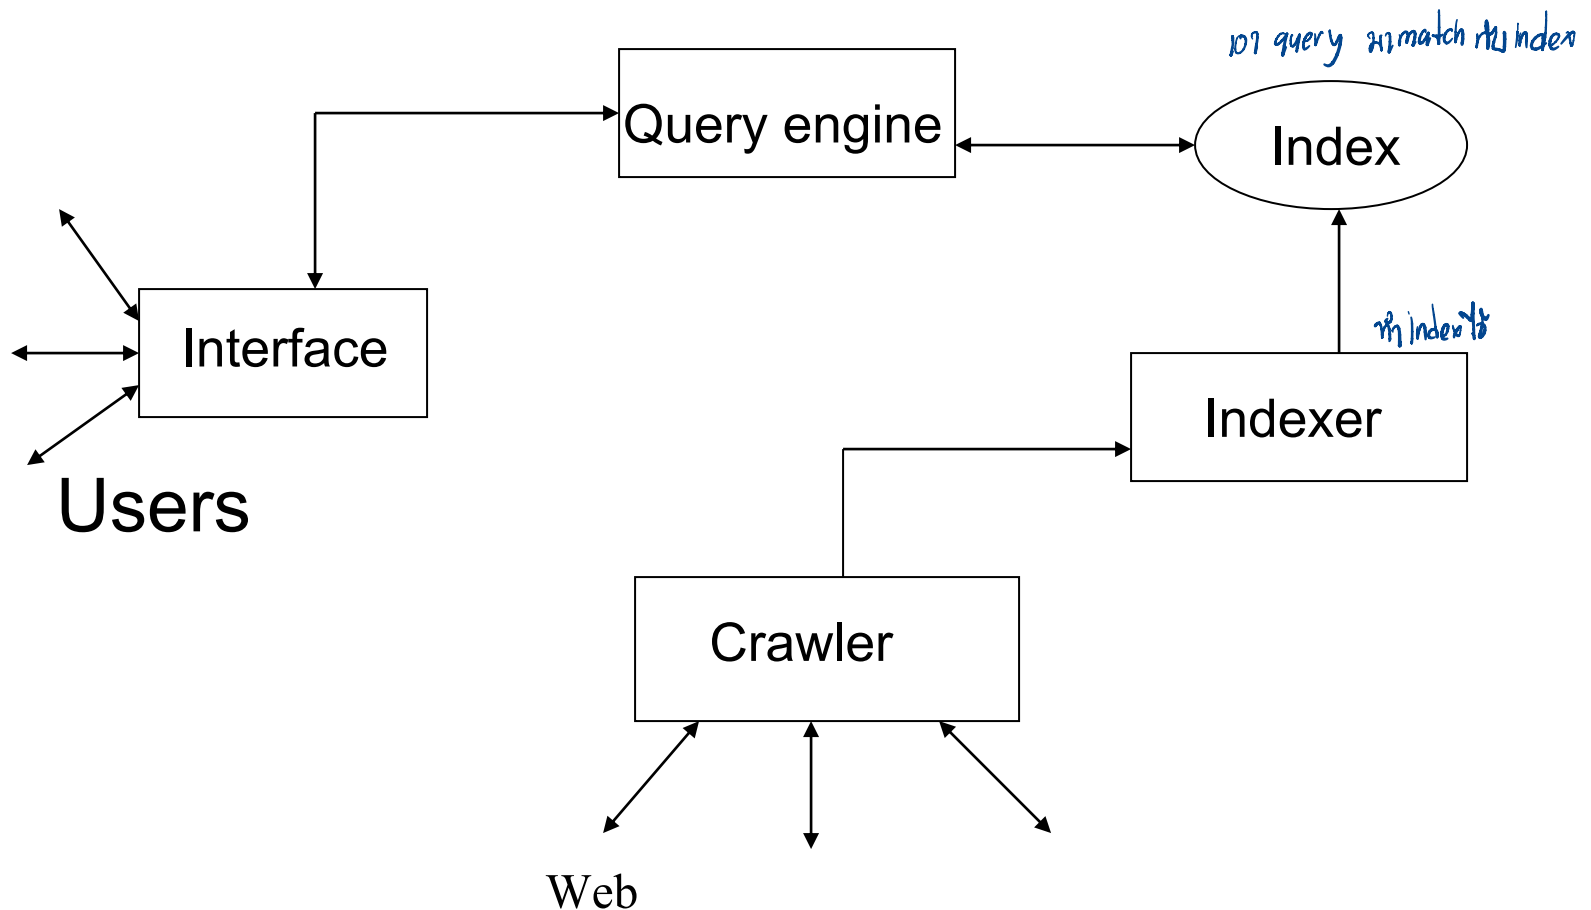 เอา query มา match กับ index
Query engine
Index
Interface
ทำ index ไว้
Indexer
Users
Crawler
Web